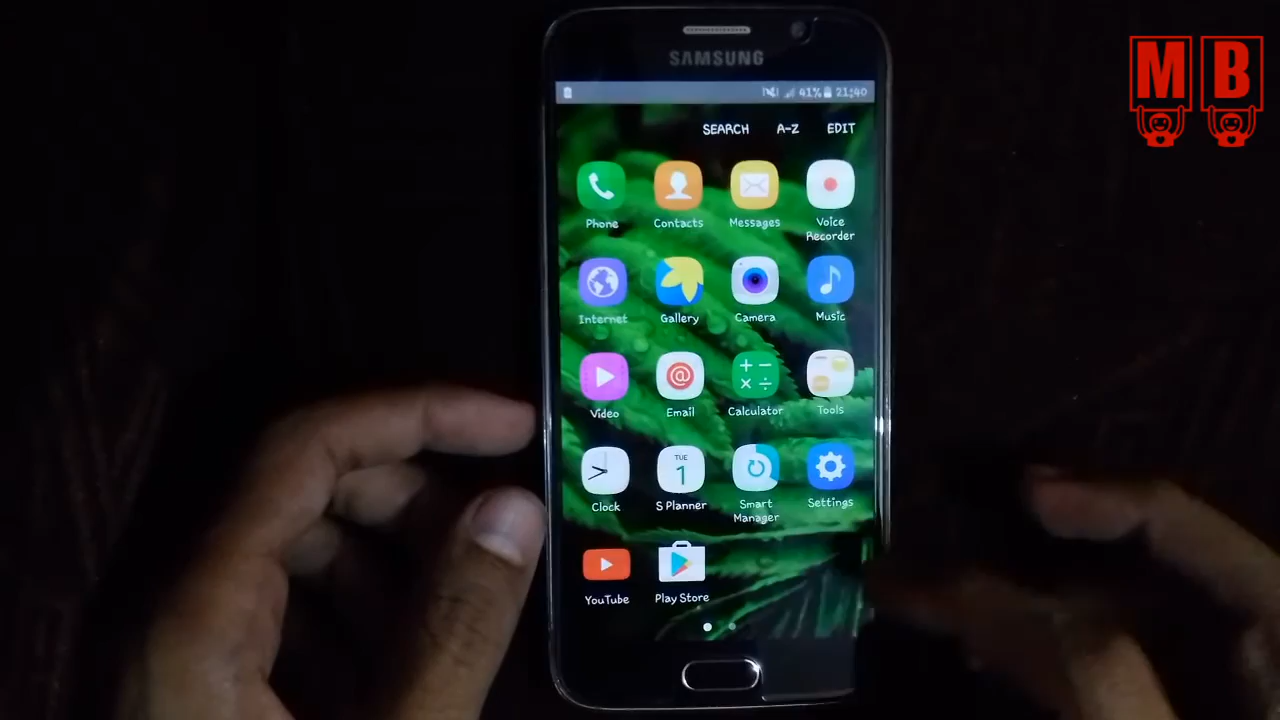 MB
SAMSUNG
41% 21:40
SEARCH A-Z EDIT
Phone Contacts Messages Voice Recorder
Internet Gallery Camera Music
Video Email Calculator Tools
TUE
1
Clock S Planner Smart Manager Settings
YouTube Play Store